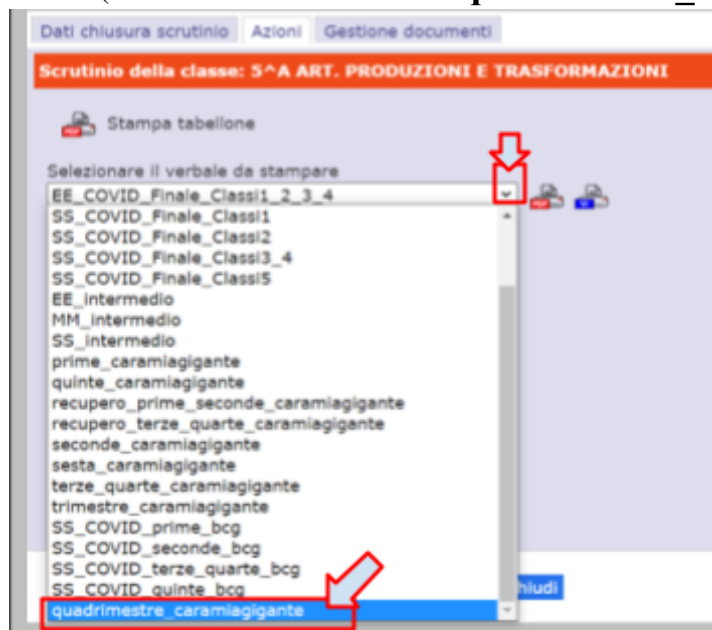 Dati chiusura scrutinio Azioni Gestione documenti
Scrutinio della classe: 5^A ART. PRODUZIONI E TRASFORMAZIONI
Stampa tabellone
Selezionare il verbale da stampare
EE_COVID_Finale_Classi1_2_3_4
SS_COVID_Finale_Classi1
SS_COVID_Finale_Classi2
SS_COVID_Finale_Classi3_4
SS_COVID_Finale_Classi5
EE_intermedio
MM_intermedio
SS_intermedio
prime_caramiagigante
quinte_caramiagigante
recupero_prime_seconde_caramiagigante
recupero_terze_quarte_caramiagigante
seconde_caramiagigante
sesta_caramiagigante
terze_quarte_caramiagigante
trimestre_caramiagigante
SS_COVID_prime_bcg
SS_COVID_seconde_bcg
SS_COVID_terze_quarte_bcg
SS_COVID_quinte_bcg
hiudi
quadrimestre_caramiagigante